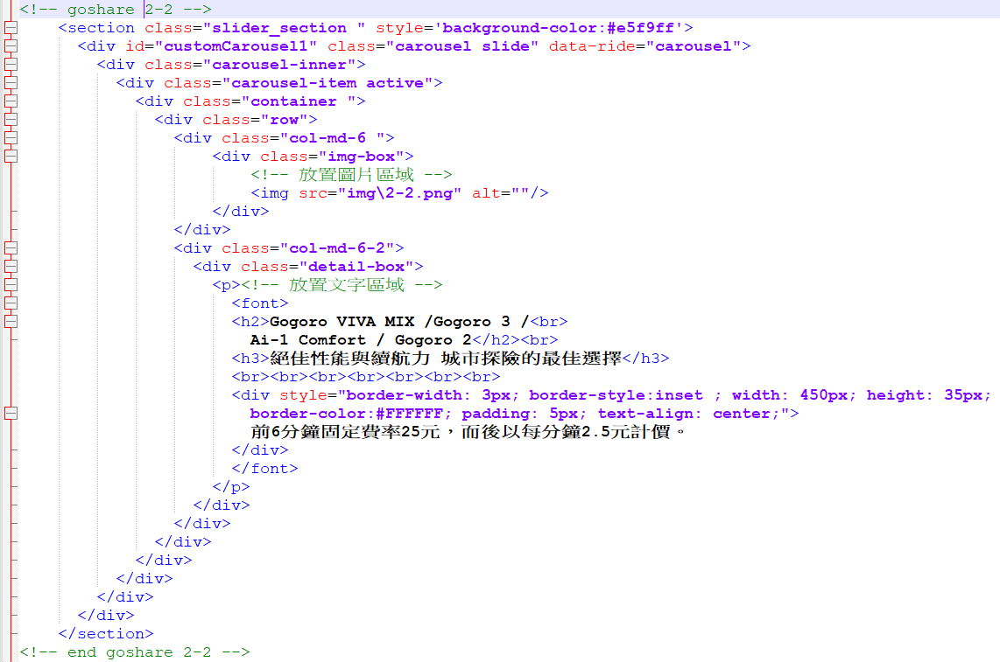 <!-- goshare 2-2 -->
<section class="slider_section " style='background-color:#e5f9ff'>
<div id="customCarousel1" class="carousel slide" data-ride="carousel">
<div class="carousel-inner">
<div class="carousel-item active">
<div class="container ">
<div class="row">
<div class="col-md-6 ">
<div class="img-box">
<!-- 放置圖片區域 -->
<img src="img\2-2.png" alt=""/>
</div>
</div>
<div class="col-md-6-2">
<div class="detail-box">
<p><!-- 放置文字區域 -->
<font>
<h2>Gogoro VIVA MIX /Gogoro 3 /<br>
Ai-1 Comfort / Gogoro 2</h2><br>
<h3>絕佳性能與續航力 城市探險的最佳選擇</h3>
<br><br><br><br><br><br><br>
<div style="border-width: 3px; border-style:inset ; width: 450px; height: 35px;
border-color:#FFFFFF; padding: 5px; text-align: center;">
前6分鐘固定費率25元，而後以每分鐘2.5元計價。
</div>
</font>
</p>
</div>
</div>
</div>
</div>
</div>
</div>
</div>
</section>
<!-- end goshare 2-2 -->